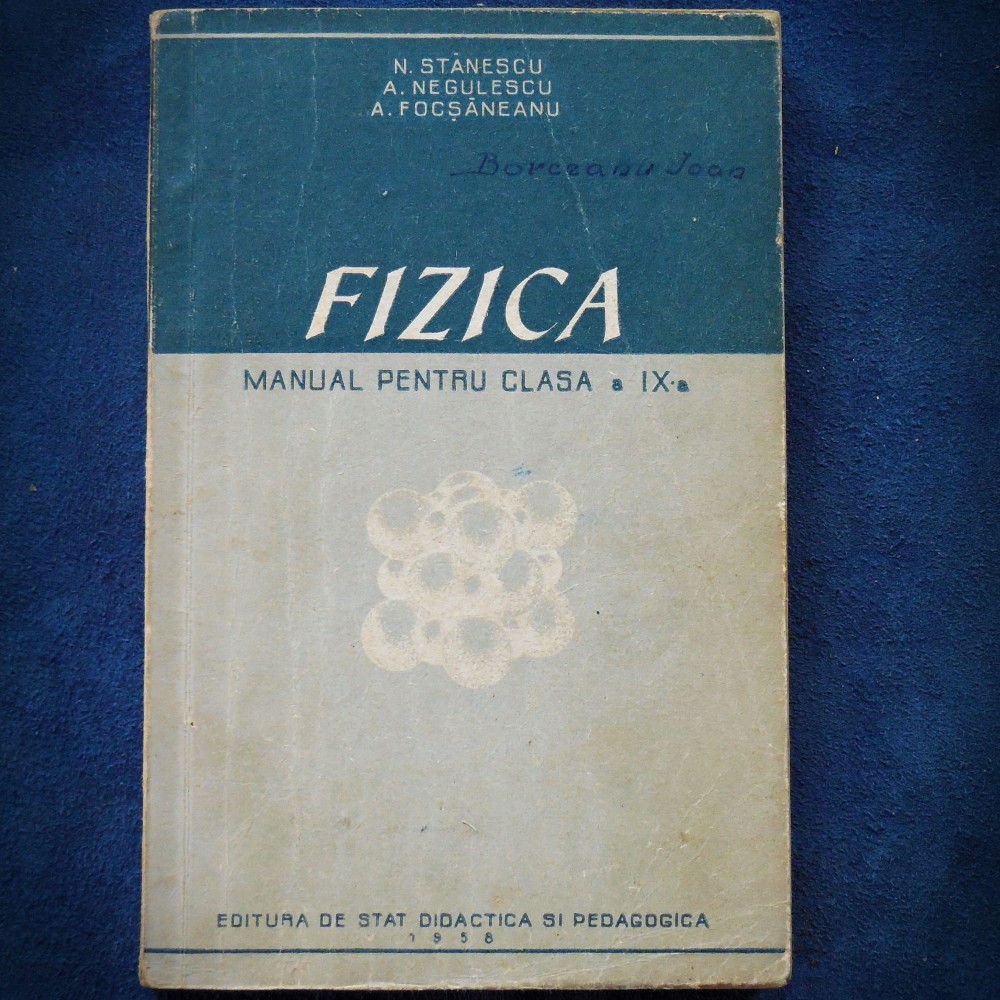 N. STĂNESCU
A. NEGULESCU
A. FOCȘĂNEANU
Borceanu Ioan
FIZICA
MANUAL PENTRU CLASA a IX-a
EDITURA DE STAT DIDACTICA SI PEDAGOGICA
1958